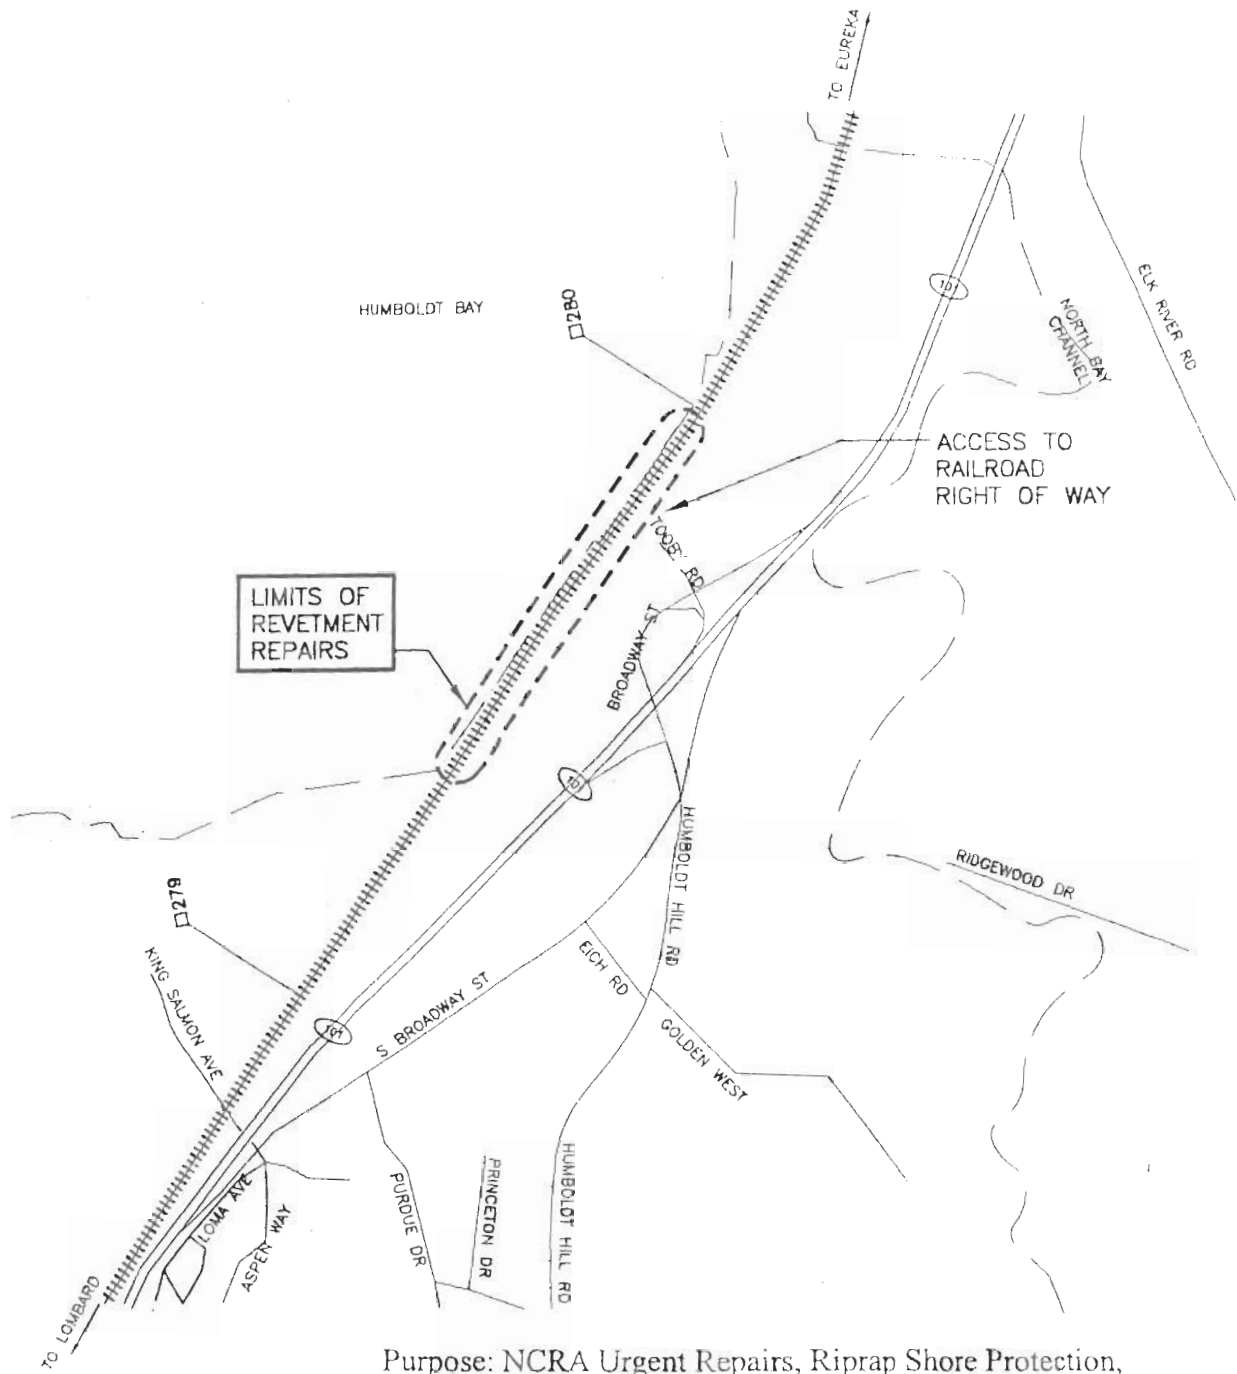 TO EUREKA
HUMBOLDT BAY
280
101
ELK RIVER RD
NORTH BAY
CHANNEL
ACCESS TO
RAILROAD
RIGHT OF WAY
TOOBY RD
LIMITS OF
REVETMENT
REPAIRS
BROADWAY ST
101
HUMBOLDT HILL RD
RIDGEWOOD DR
279
KING SALMON AVE
EICH RD
S BROADWAY ST
101
GOLDEN WEST
LOMA AVE
ASPEN WAY
PURDUE DR
PRINCETON DR
HUMBOLDT HILL RD
TO LOMBARD
Purpose: NCRA Urgent Repairs, Riprap Shore Protection,